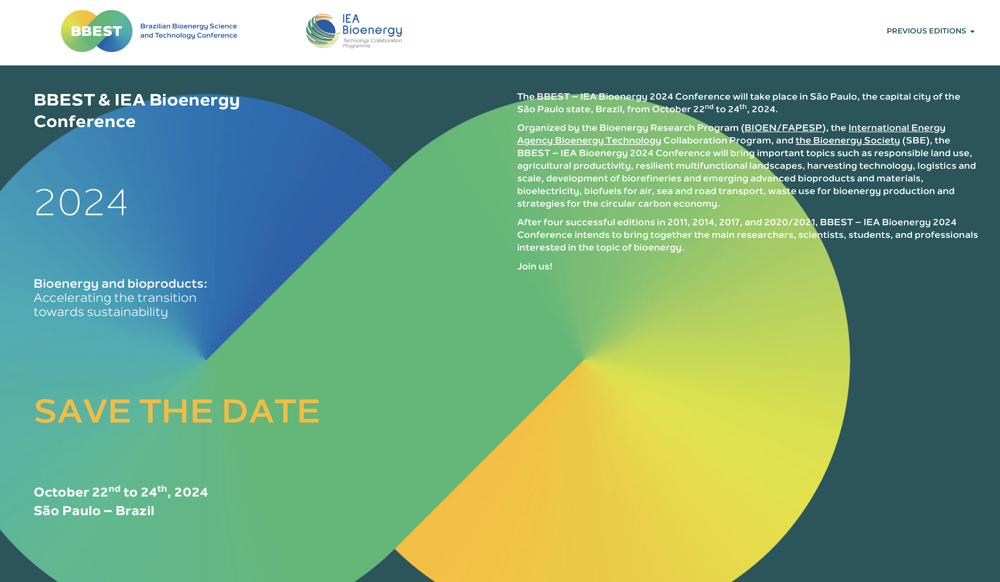 BBEST
Brazilian Bioenergy Science
and Technology Conference
IEA
Bioenergy
Technology Collaboration
Programme
PREVIOUS EDITIONS
BBEST & IEA Bioenergy
Conference
2024
Bioenergy and bioproducts:
Accelerating the transition
towards sustainability
SAVE THE DATE
October 22nd to 24th, 2024
São Paulo – Brazil
The BBEST – IEA Bioenergy 2024 Conference will take place in São Paulo, the capital city of the
São Paulo state, Brazil, from October 22nd to 24th, 2024.
Organized by the Bioenergy Research Program (BIOEN/FAPESP), the International Energy
Agency Bioenergy Technology Collaboration Program, and the Bioenergy Society (SBE), the
BBEST – IEA Bioenergy 2024 Conference will bring important topics such as responsible land use,
agricultural productivity, resilient multifunctional landscapes, harvesting technology, logistics and
scale, development of biorefineries and emerging advanced bioproducts and materials,
bioelectricity, biofuels for air, sea and road transport, waste use for bioenergy production and
strategies for the circular carbon economy.
After four successful editions in 2011, 2014, 2017, and 2020/2021, BBEST – IEA Bioenergy 2024
Conference intends to bring together the main researchers, scientists, students, and professionals
interested in the topic of bioenergy.
Join us!